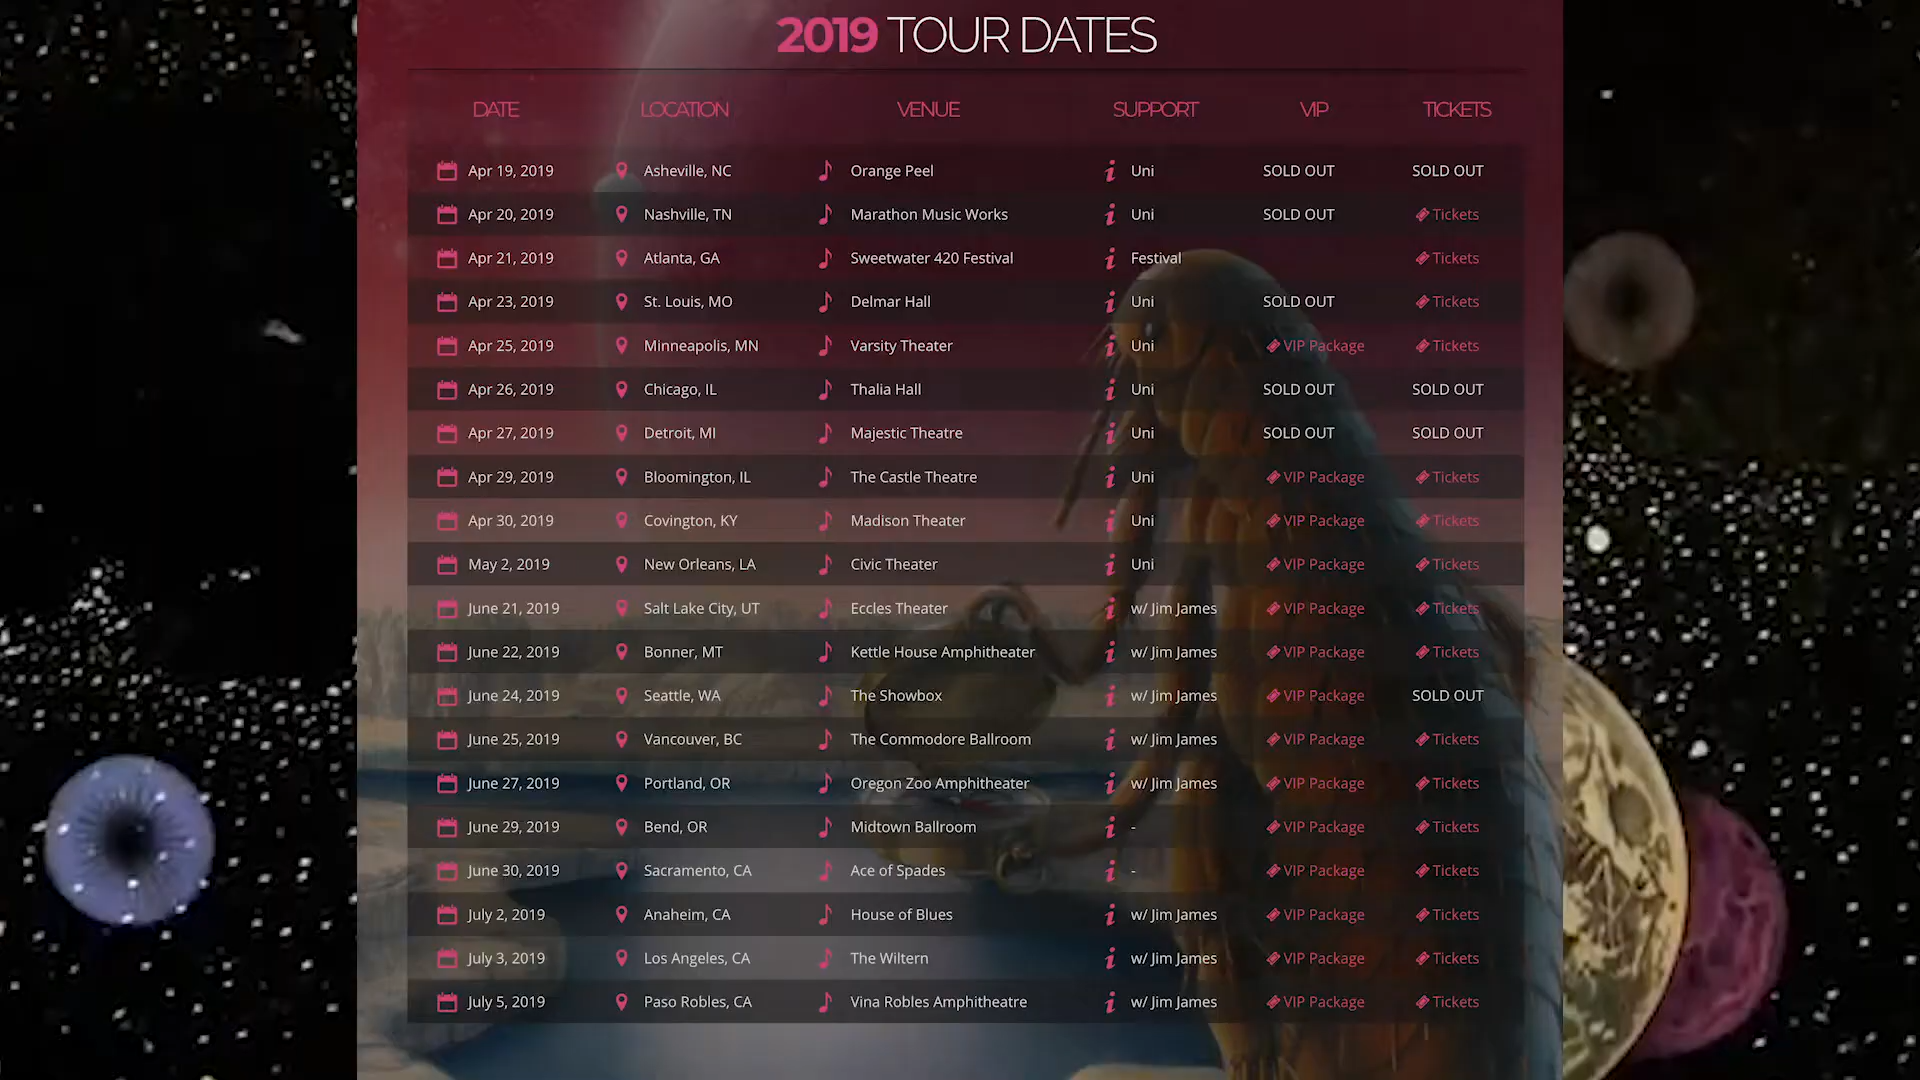 2019 TOUR DATES
DATE LOCATION VENUE SUPPORT VIP TICKETS
Apr 19, 2019 Asheville, NC Orange Peel Uni SOLD OUT SOLD OUT
Apr 20, 2019 Nashville, TN Marathon Music Works Uni SOLD OUT Tickets
Apr 21, 2019 Atlanta, GA Sweetwater 420 Festival Festival Tickets
Apr 23, 2019 St. Louis, MO Delmar Hall Uni SOLD OUT Tickets
Apr 25, 2019 Minneapolis, MN Varsity Theater Uni VIP Package Tickets
Apr 26, 2019 Chicago, IL Thalia Hall Uni SOLD OUT SOLD OUT
Apr 27, 2019 Detroit, MI Majestic Theatre Uni SOLD OUT SOLD OUT
Apr 29, 2019 Bloomington, IL The Castle Theatre Uni VIP Package Tickets
Apr 30, 2019 Covington, KY Madison Theater Uni VIP Package Tickets
May 2, 2019 New Orleans, LA Civic Theater Uni VIP Package Tickets
June 21, 2019 Salt Lake City, UT Eccles Theater w/ Jim James VIP Package Tickets
June 22, 2019 Bonner, MT Kettle House Amphitheater w/ Jim James VIP Package Tickets
June 24, 2019 Seattle, WA The Showbox w/ Jim James VIP Package SOLD OUT
June 25, 2019 Vancouver, BC The Commodore Ballroom w/ Jim James VIP Package Tickets
June 27, 2019 Portland, OR Oregon Zoo Amphitheater w/ Jim James VIP Package Tickets
June 29, 2019 Bend, OR Midtown Ballroom - VIP Package Tickets
June 30, 2019 Sacramento, CA Ace of Spades - VIP Package Tickets
July 2, 2019 Anaheim, CA House of Blues w/ Jim James VIP Package Tickets
July 3, 2019 Los Angeles, CA The Wiltern w/ Jim James VIP Package Tickets
July 5, 2019 Paso Robles, CA Vina Robles Amphitheatre w/ Jim James VIP Package Tickets